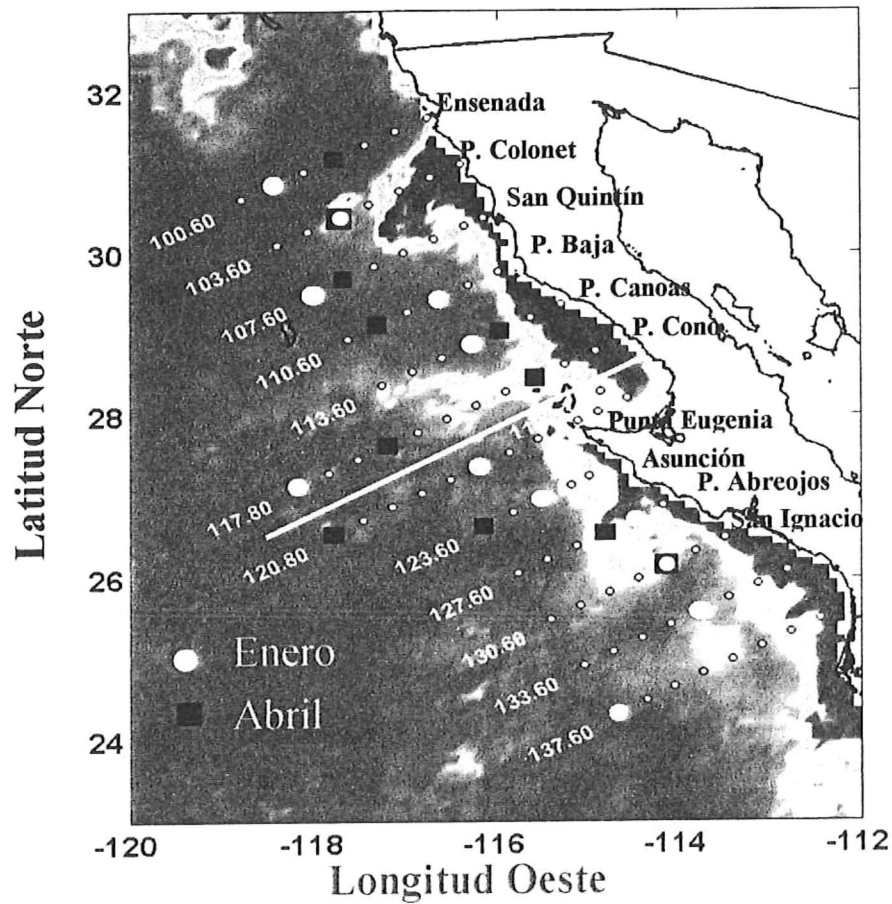 32
30
28
26
24
Latitud Norte
-120
-118
-116
-114
-112
Longitud Oeste
Ensenada
P. Colonet
San Quintín
P. Baja
P. Canoas
P. Cono
Punta Eugenia
Asunción
P. Abreojos
San Ignacio
100.60
103.60
107.60
110.60
113.60
117.80
120.80
123.60
127.60
130.60
133.60
137.60
Enero
Abril